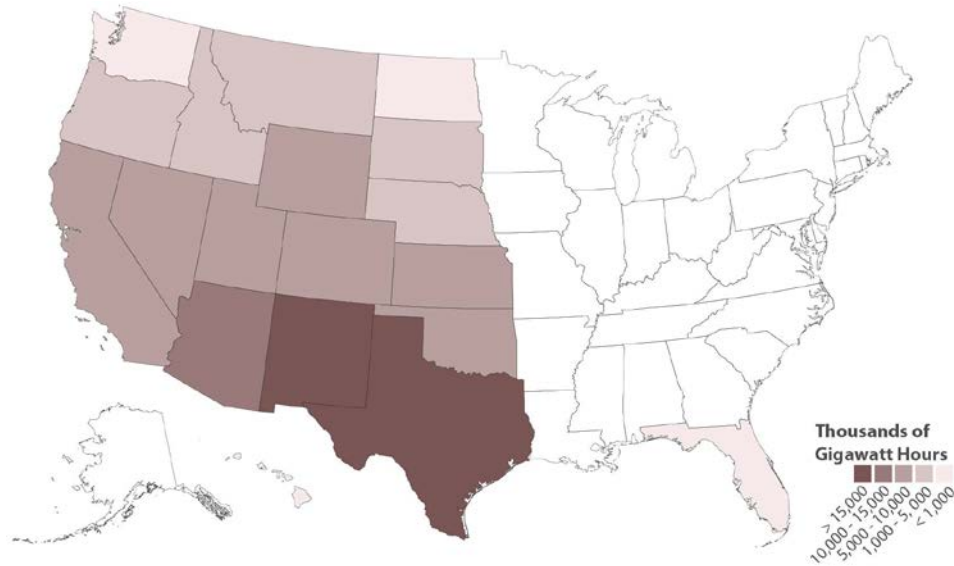 Thousands of
Gigawatt Hours
> 15,000
10,000 - 15,000
5,000 - 10,000
1,000 - 5, 000
< 1,000